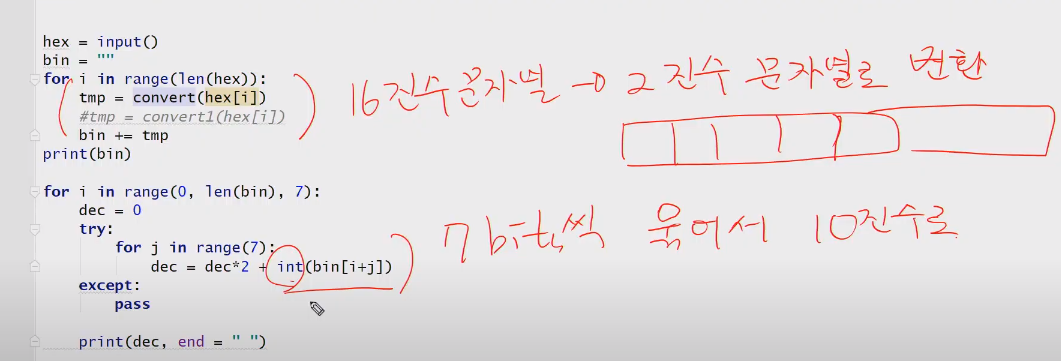 hex = input()
bin = ""
for i in range(len(hex)):
    tmp = convert(hex[i])
    #tmp = convert1(hex[i])
    bin += tmp
print(bin)
16진수문자열 → 2진수 문자열로 변환
for i in range(0, len(bin), 7):
    dec = 0
    try:
        for j in range(7):
            dec = dec*2 + int(bin[i+j])
    except:
        pass
    print(dec, end = " ")
7bit씩 묶어서 10진수로